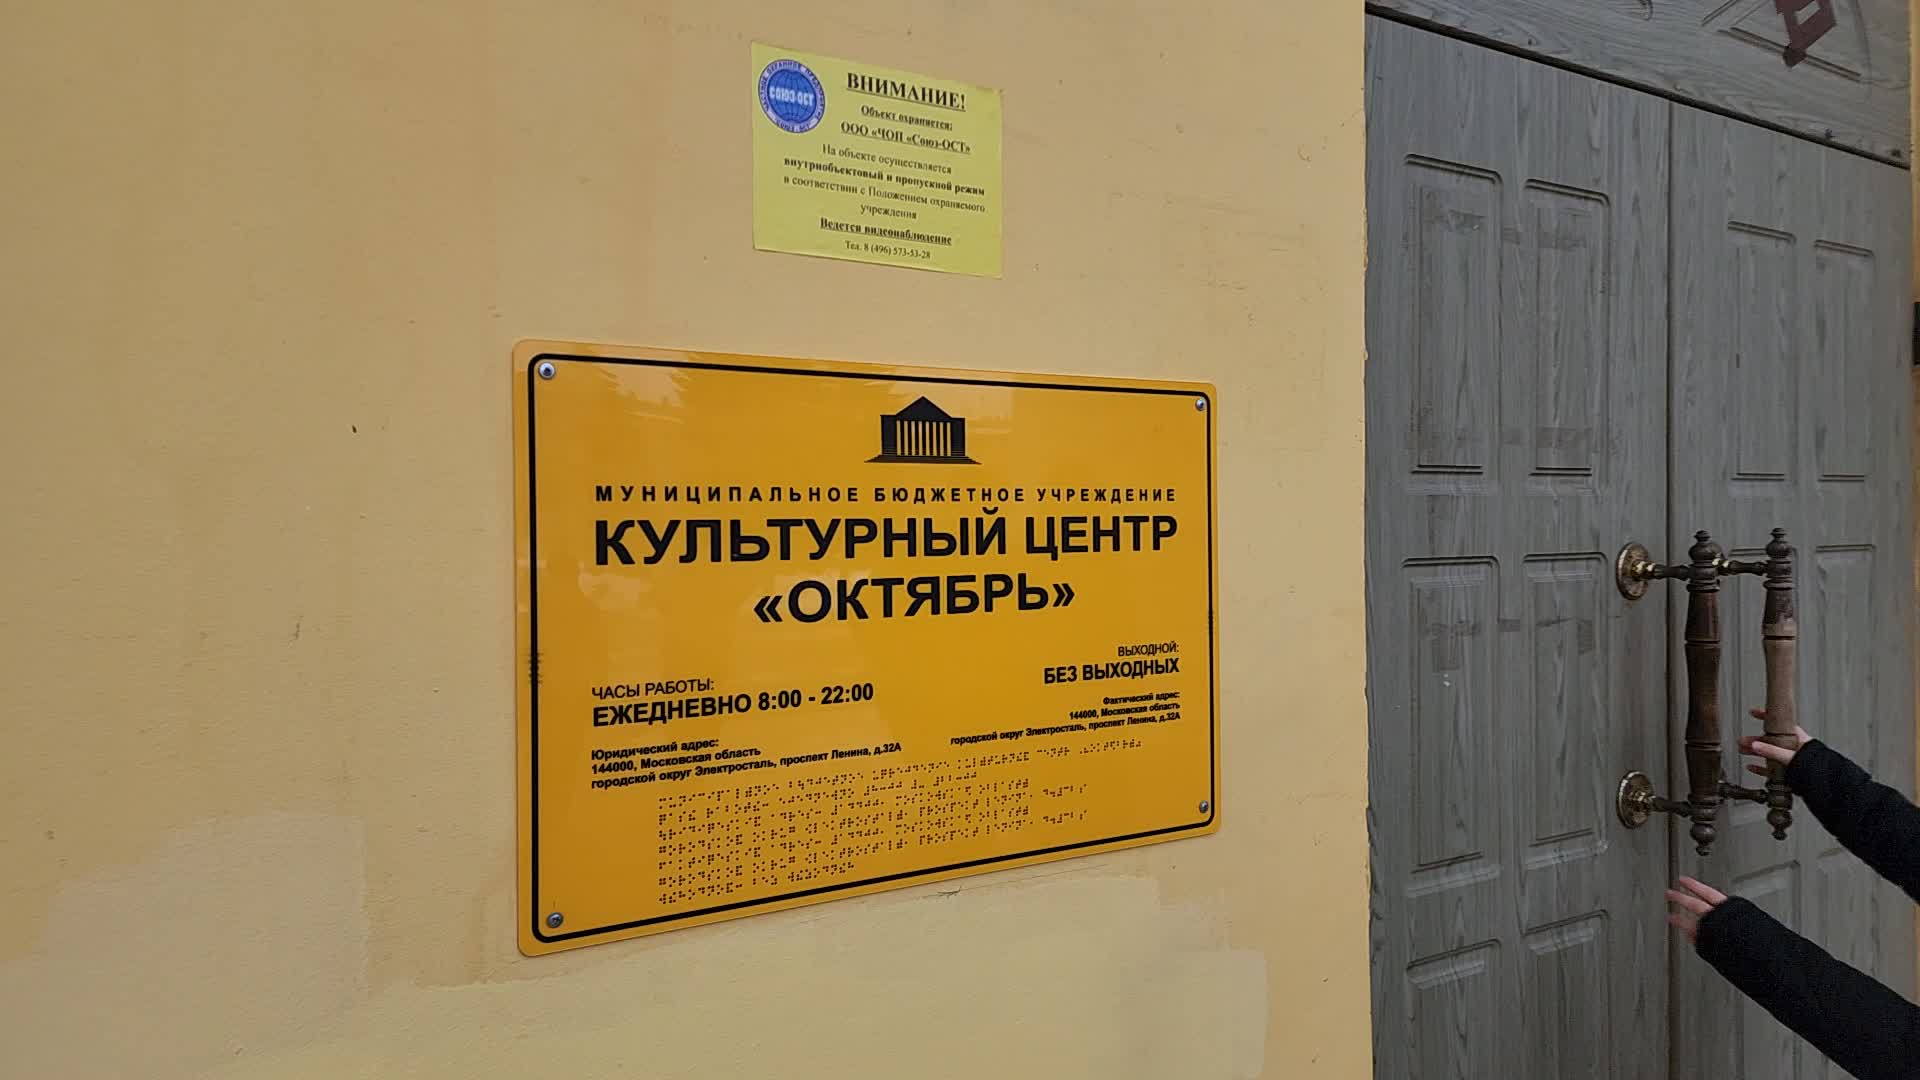 ВНИМАНИЕ!
Объект охраняется:
ООО «ЧОП «Союз-ОСТ»
На объекте осуществляется
внутриобъектовый и пропускной режим
в соответствии с Положением охраняемого
учреждения
Ведется видеонаблюдение
Тел. 8 (496) 573-53-28
СОЮЗ-ОСТ
МУНИЦИПАЛЬНОЕ БЮДЖЕТНОЕ УЧРЕЖДЕНИЕ
КУЛЬТУРНЫЙ ЦЕНТР
«ОКТЯБРЬ»
ЧАСЫ РАБОТЫ:
ЕЖЕДНЕВНО 8:00 - 22:00
ВЫХОДНОЙ:
БЕЗ ВЫХОДНЫХ
Юридический адрес:
144000, Московская область
городской округ Электросталь, проспект Ленина, д.32А
Фактический адрес:
144000, Московская область
городской округ Электросталь, проспект Ленина, д.32А